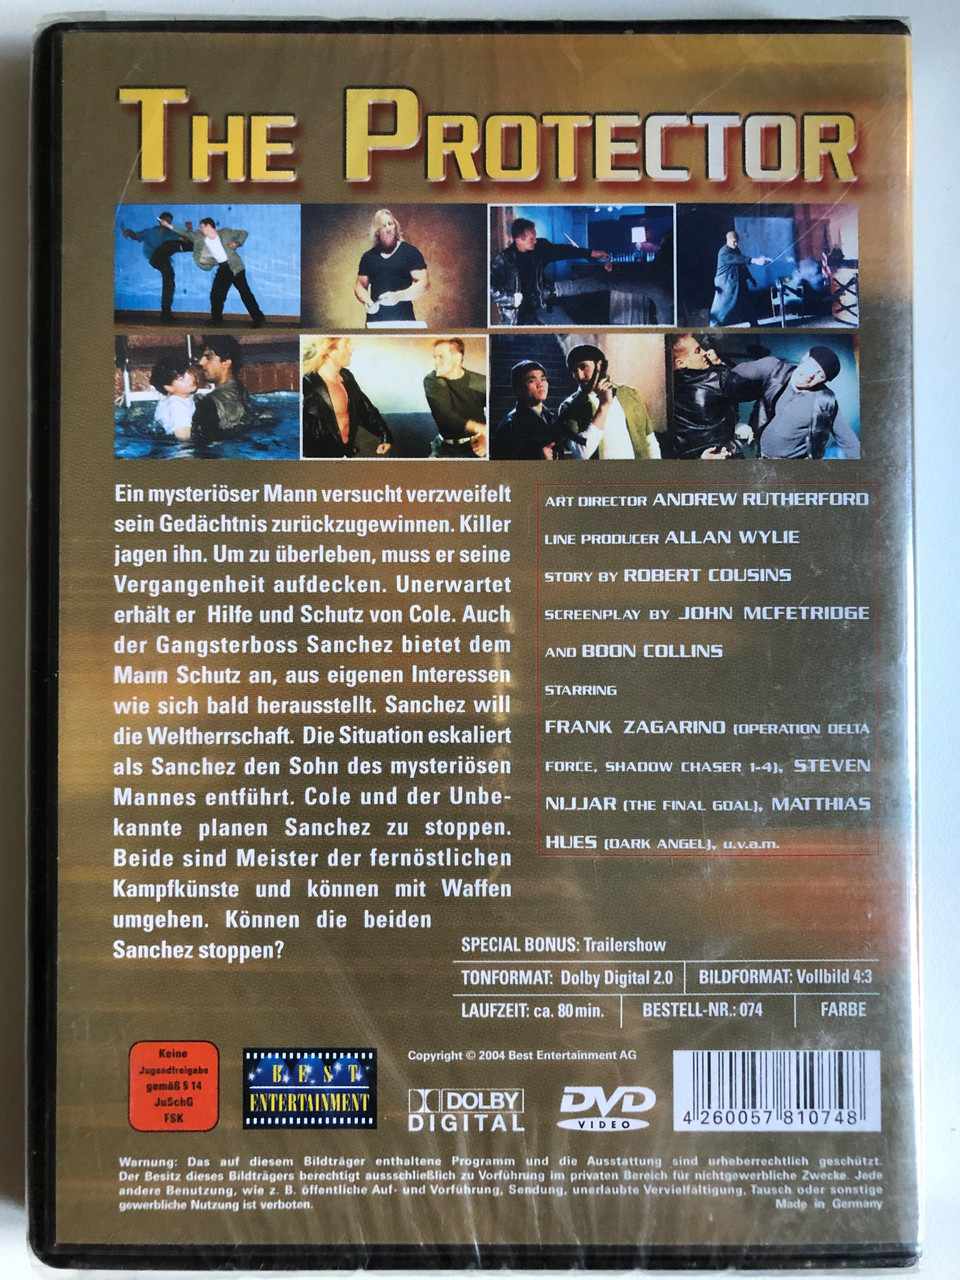 THE PROTECTOR
Ein mysteriöser Mann versucht verzweifelt
sein Gedächtnis zurückzugewinnen. Killer
jagen ihn. Um zu überleben, muss er seine
Vergangenheit aufdecken. Unerwartet
erhält er Hilfe und Schutz von Cole. Auch
der Gangsterboss Sanchez bietet dem
Mann Schutz an, aus eigenen Interessen
wie sich bald herausstellt. Sanchez will
die Weltherrschaft. Die Situation eskaliert
als Sanchez den Sohn des mysteriösen
Mannes entführt. Cole und der Unbe-
kannte planen Sanchez zu stoppen.
Beide sind Meister der fernöstlichen
Kampfkünste und können mit Waffen
umgehen. Können die beiden
Sanchez stoppen?
ART DIRECTOR ANDREW RUTHERFORD
LINE PRODUCER ALLAN WYLIE
STORY BY ROBERT COUSINS
SCREENPLAY BY JOHN MCFETRIDGE
AND BOON COLLINS
STARRING
FRANK ZAGARINO (OPERATION DELTA
FORCE, SHADOW CHASER 1-4), STEVEN
NIJJAR (THE FINAL GOAL), MATTHIAS
HUES (DARK ANGEL), u.v.a.m.
SPECIAL BONUS: Trailershow
TONFORMAT: Dolby Digital 2.0 BILDFORMAT: Vollbild 4:3
LAUFZEIT: ca. 80 min. BESTELL-NR.: 074 FARBE
Keine
Jugendfreigabe
gemäß § 14
JuSchG
FSK
BEST
ENTERTAINMENT
Copyright © 2004 Best Entertainment AG
DOLBY
DIGITAL
DVD
VIDEO
4 260057 810748
Warnung: Das auf diesem Bildträger enthaltene Programm und die Ausstattung sind urheberrechtlich geschützt.
Der Besitz dieses Bildträgers berechtigt aussschließlich zu Vorführung im privaten Bereich für nichtgewerbliche Zwecke. Jede
andere Benutzung, wie z. B. öffentliche Auf- und Vorführung, Sendung, unerlaubte Vervielfältigung, Tausch oder sonstige
gewerbliche Nutzung ist verboten. Made in Germany